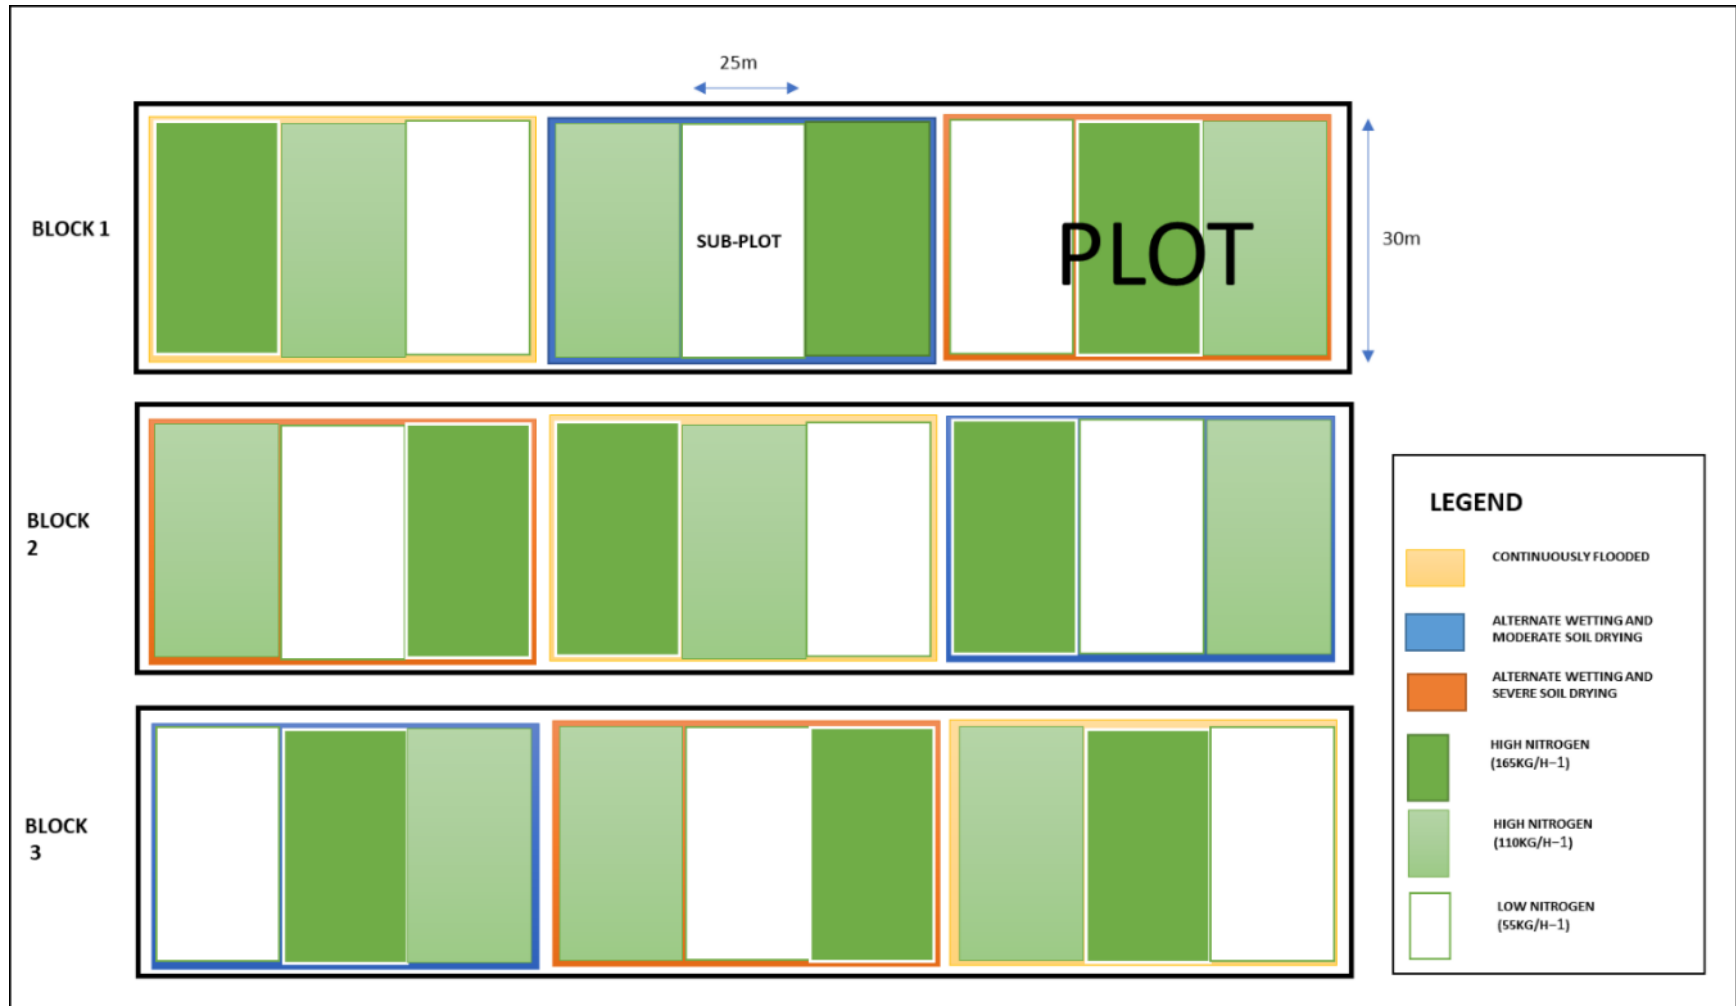 25m
BLOCK 1
SUB-PLOT
PLOT
30m
BLOCK
2
BLOCK
3
LEGEND
CONTINUOUSLY FLOODED
ALTERNATE WETTING AND
MODERATE SOIL DRYING
ALTERNATE WETTING AND
SEVERE SOIL DRYING
HIGH NITROGEN
(165KG/H−1)
HIGH NITROGEN
(110KG/H−1)
LOW NITROGEN
(55KG/H−1)